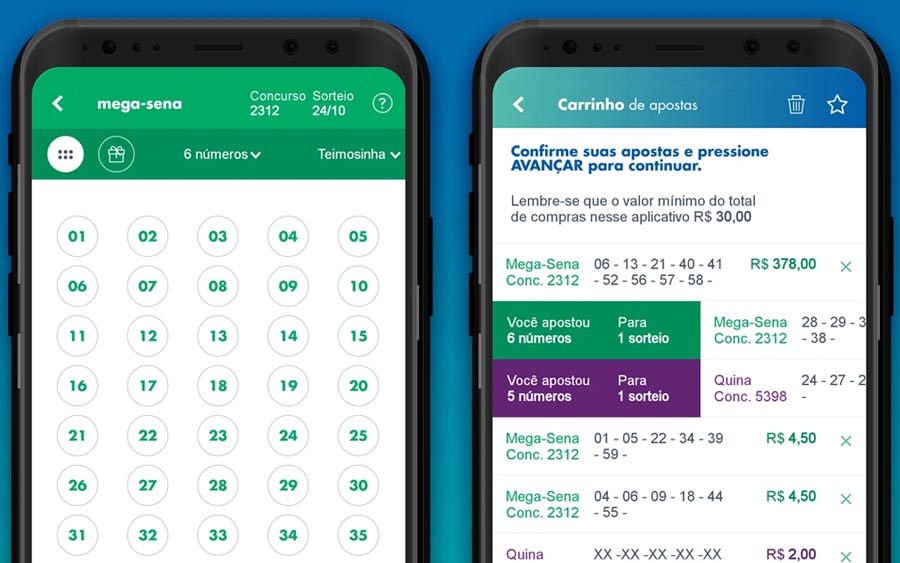 mega-sena
Concurso Sorteio
2312 24/10
?
6 números
Teimosinha
01 02 03 04 05
06 07 08 09 10
11 12 13 14 15
16 17 18 19 20
21 22 23 24 25
26 27 28 29 30
31 32 33 34 35
Carrinho de apostas
Confirme suas apostas e pressione
AVANÇAR para continuar.
Lembre-se que o valor mínimo do total
de compras nesse aplicativo R$ 30,00
Mega-Sena 06 - 13 - 21 - 40 - 41 R$ 378,00 ×
Conc. 2312 - 52 - 56 - 57 - 58 -
Você apostou Para Mega-Sena 28 - 29 - 3
6 números 1 sorteio Conc. 2312 - 38 -
Você apostou Para Quina 24 - 27 - 2
5 números 1 sorteio Conc. 5398 -
Mega-Sena 01 - 05 - 22 - 34 - 39 R$ 4,50 ×
Conc. 2312 - 59 -
Mega-Sena 04 - 06 - 09 - 18 - 44 R$ 4,50 ×
Conc. 2312 - 55 -
Quina XX -XX -XX -XX -XX R$ 2,00 ×